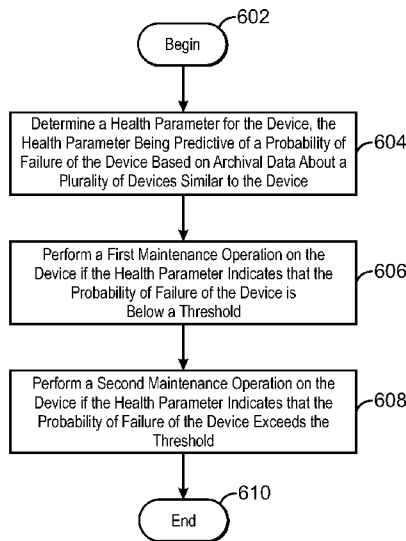 602
Begin
Determine a Health Parameter for the Device, the
Health Parameter Being Predictive of a Probability of
Failure of the Device Based on Archival Data About a
Plurality of Devices Similar to the Device
604
Perform a First Maintenance Operation on the
Device if the Health Parameter Indicates that the
Probability of Failure of the Device is
Below a Threshold
606
Perform a Second Maintenance Operation on the
Device if the Health Parameter Indicates that the
Probability of Failure of the Device Exceeds the
Threshold
608
610
End